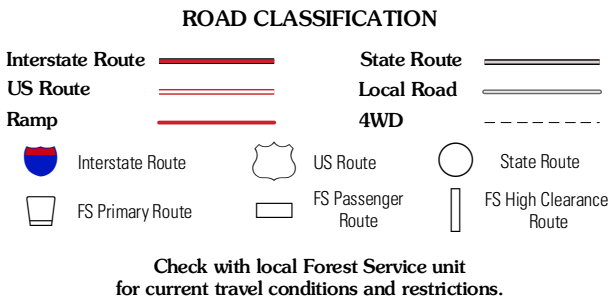 ROAD CLASSIFICATION
Interstate Route
State Route
US Route
Local Road
Ramp
4WD
Interstate Route
US Route
State Route
FS Primary Route
FS Passenger
Route
FS High Clearance
Route
Check with local Forest Service unit
for current travel conditions and restrictions.